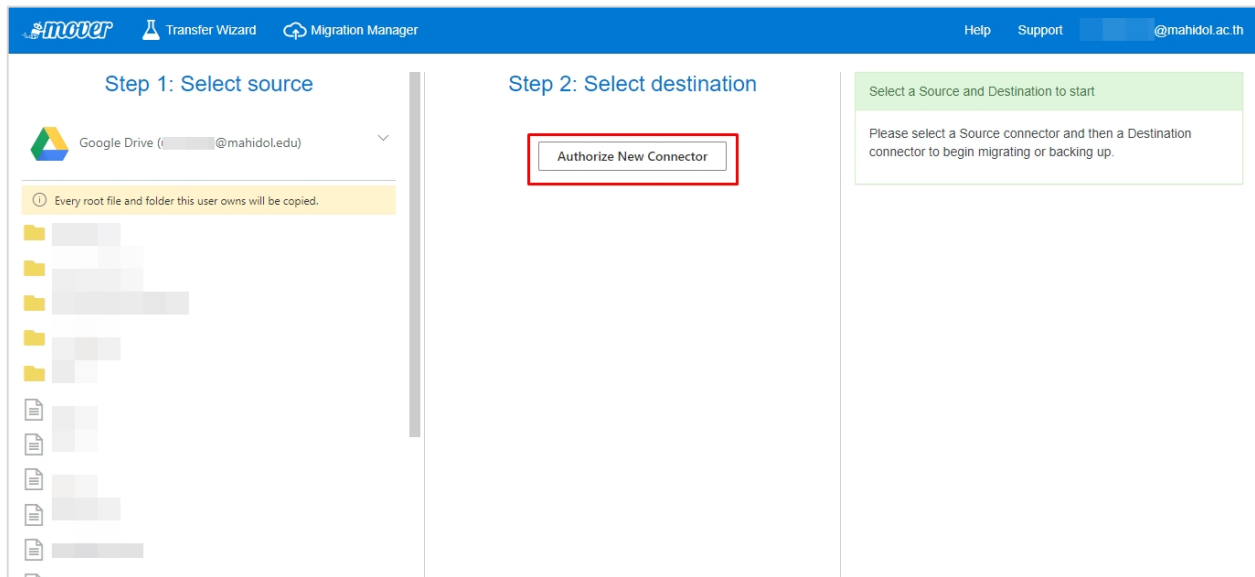 mover
Transfer Wizard
Migration Manager
Help
Support
@mahidol.ac.th
Step 1: Select source
Google Drive (
@mahidol.edu)
Every root file and folder this user owns will be copied.
Step 2: Select destination
Authorize New Connector
Select a Source and Destination to start
Please select a Source connector and then a Destination
connector to begin migrating or backing up.